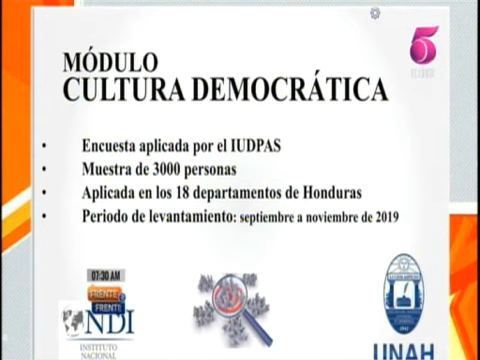 5
MÓDULO
CULTURA DEMOCRÁTICA
• Encuesta aplicada por el IUDPAS
• Muestra de 3000 personas
• Aplicada en los 18 departamentos de Honduras
• Periodo de levantamiento: septiembre a noviembre de 2019
07:30 AM
FRENTE a
FRENTE
NDI
INSTITUTO
NACIONAL
UNAH